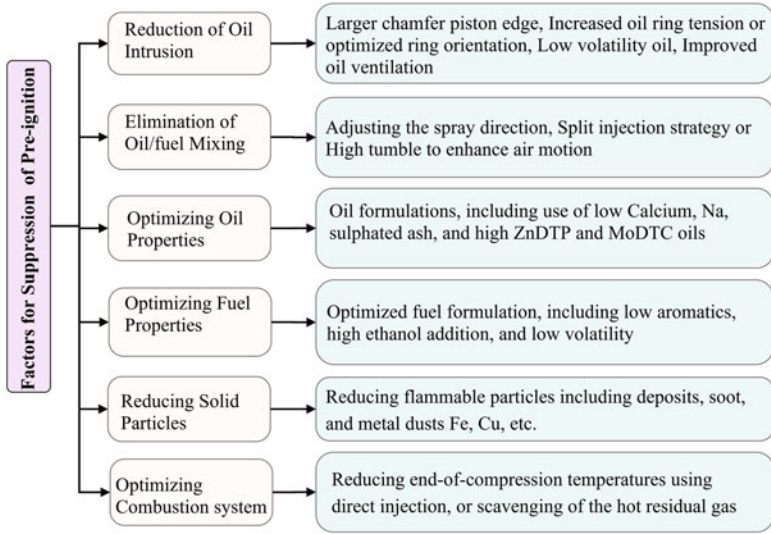 Factors for Suppression of Pre-ignition
Reduction of Oil
Intrusion
Larger chamfer piston edge, Increased oil ring tension or
optimized ring orientation, Low volatility oil, Improved
oil ventilation
Elimination of
Oil/fuel Mixing
Adjusting the spray direction, Split injection strategy or
High tumble to enhance air motion
Optimizing Oil
Properties
Oil formulations, including use of low Calcium, Na,
sulphated ash, and high ZnDTP and MoDTC oils
Optimizing Fuel
Properties
Optimized fuel formulation, including low aromatics,
high ethanol addition, and low volatility
Reducing Solid
Particles
Reducing flammable particles including deposits, soot,
and metal dusts Fe, Cu, etc.
Optimizing
Combustion system
Reducing end-of-compression temperatures using
direct injection, or scavenging of the hot residual gas